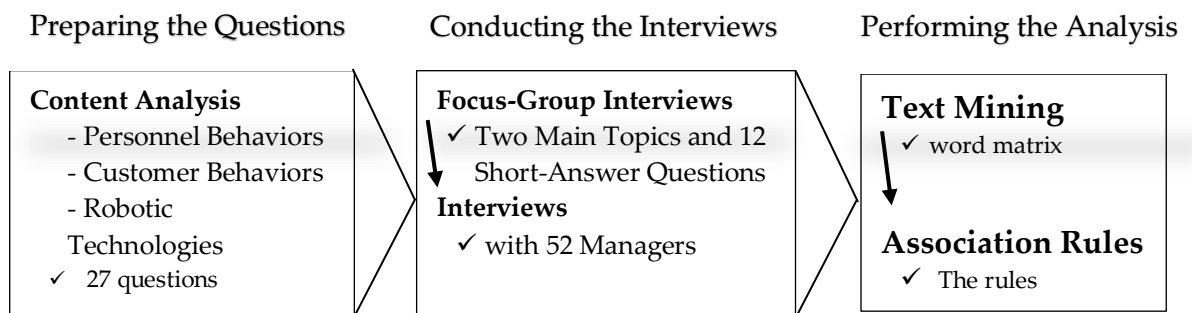 Preparing the Questions
Content Analysis
- Personnel Behaviors
- Customer Behaviors
- Robotic
Technologies
✓ 27 questions
Conducting the Interviews
Focus-Group Interviews
✓ Two Main Topics and 12
Short-Answer Questions
Interviews
✓ with 52 Managers
Performing the Analysis
Text Mining
✓ word matrix
Association Rules
✓ The rules